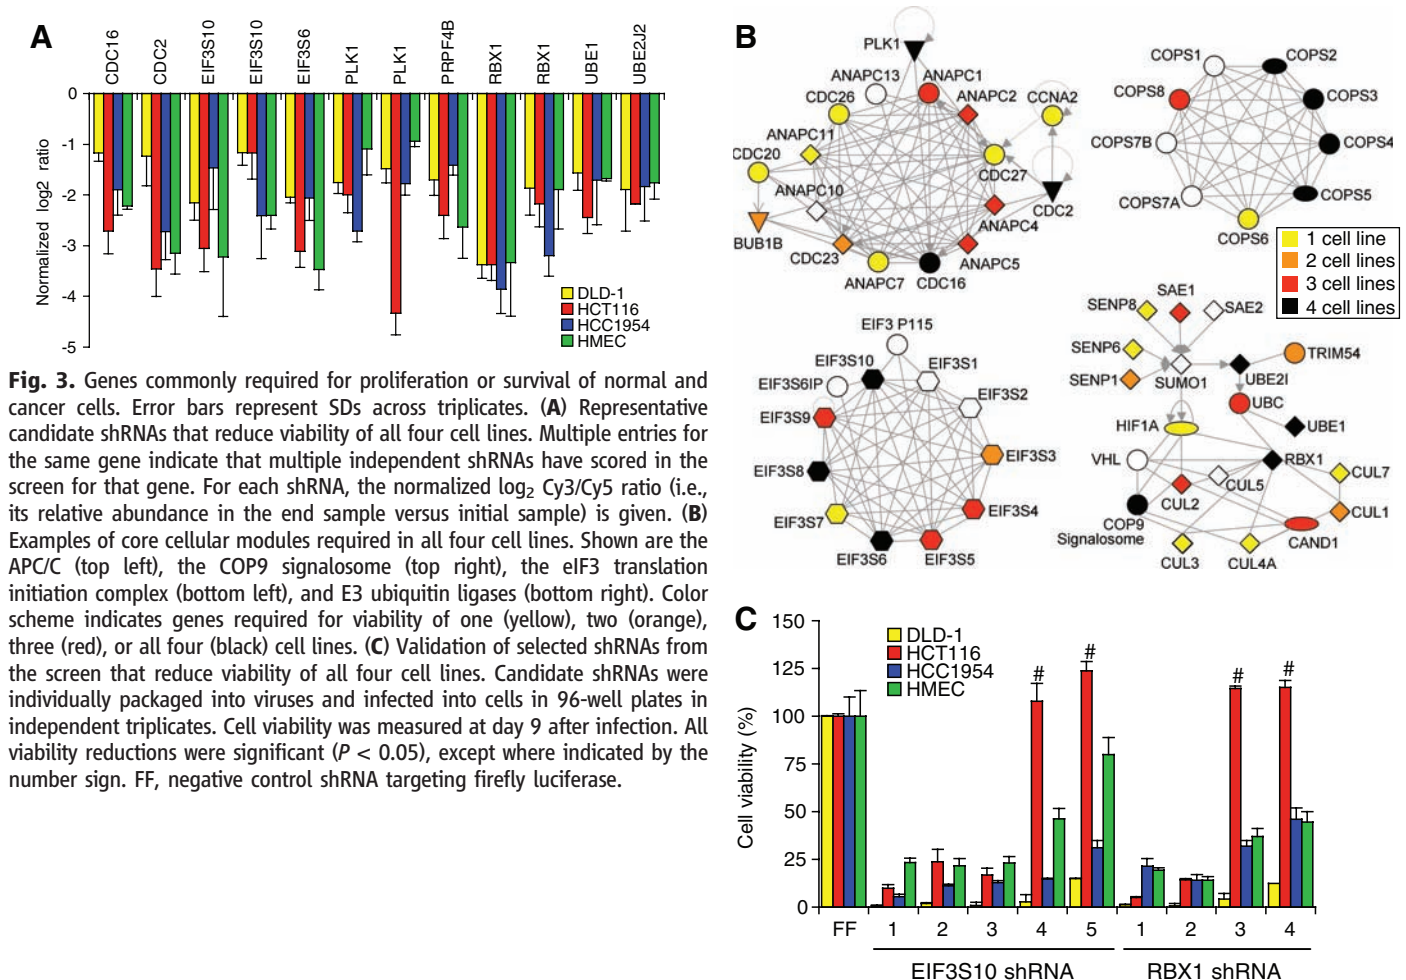 A
CDC16
CDC2
EIF3S10
EIF3S10
EIF3S6
PLK1
PLK1
PRPF4B
RBX1
RBX1
UBE1
UBE2J2
Normalized log2 ratio
0
-1
-2
-3
-4
-5
DLD-1
HCT116
HCC1954
HMEC
Fig. 3. Genes commonly required for proliferation or survival of normal and
cancer cells. Error bars represent SDs across triplicates. (A) Representative
candidate shRNAs that reduce viability of all four cell lines. Multiple entries for
the same gene indicate that multiple independent shRNAs have scored in the
screen for that gene. For each shRNA, the normalized log2 Cy3/Cy5 ratio (i.e.,
its relative abundance in the end sample versus initial sample) is given. (B)
Examples of core cellular modules required in all four cell lines. Shown are the
APC/C (top left), the COP9 signalosome (top right), the eIF3 translation
initiation complex (bottom left), and E3 ubiquitin ligases (bottom right). Color
scheme indicates genes required for viability of one (yellow), two (orange),
three (red), or all four (black) cell lines. (C) Validation of selected shRNAs from
the screen that reduce viability of all four cell lines. Candidate shRNAs were
individually packaged into viruses and infected into cells in 96-well plates in
independent triplicates. Cell viability was measured at day 9 after infection. All
viability reductions were significant (P < 0.05), except where indicated by the
number sign. FF, negative control shRNA targeting firefly luciferase.
B
PLK1
ANAPC13
ANAPC1
CDC26
ANAPC2
CCNA2
ANAPC11
CDC20
CDC27
ANAPC10
CDC2
ANAPC4
BUB1B
CDC23
ANAPC5
ANAPC7
CDC16
COPS1
COPS2
COPS8
COPS3
COPS7B
COPS4
COPS7A
COPS5
COPS6
1 cell line
2 cell lines
3 cell lines
4 cell lines
EIF3 P115
EIF3S10
EIF3S1
EIF3S6IP
EIF3S2
EIF3S9
EIF3S3
EIF3S8
EIF3S4
EIF3S7
EIF3S6
EIF3S5
SENP8
SAE1
SAE2
SENP6
TRIM54
SENP1
SUMO1
UBE2I
UBC
HIF1A
UBE1
VHL
RBX1
CUL7
CUL5
CUL2
CUL1
COP9
Signalosome
CAND1
CUL3
CUL4A
C
Cell viability (%)
150
125
100
75
50
25
0
DLD-1
HCT116
HCC1954
HMEC
# # # #
FF 1 2 3 4 5 1 2 3 4
EIF3S10 shRNA RBX1 shRNA